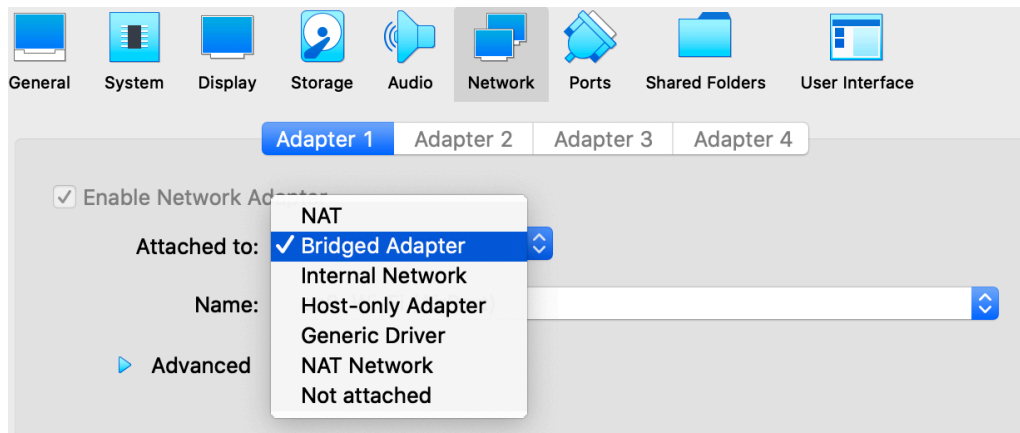 General System Display Storage Audio Network Ports Shared Folders User Interface
Adapter 1 Adapter 2 Adapter 3 Adapter 4
Enable Network Adapter
NAT
Attached to: Bridged Adapter
Internal Network
Name: Host-only Adapter
Generic Driver
Advanced NAT Network
Not attached